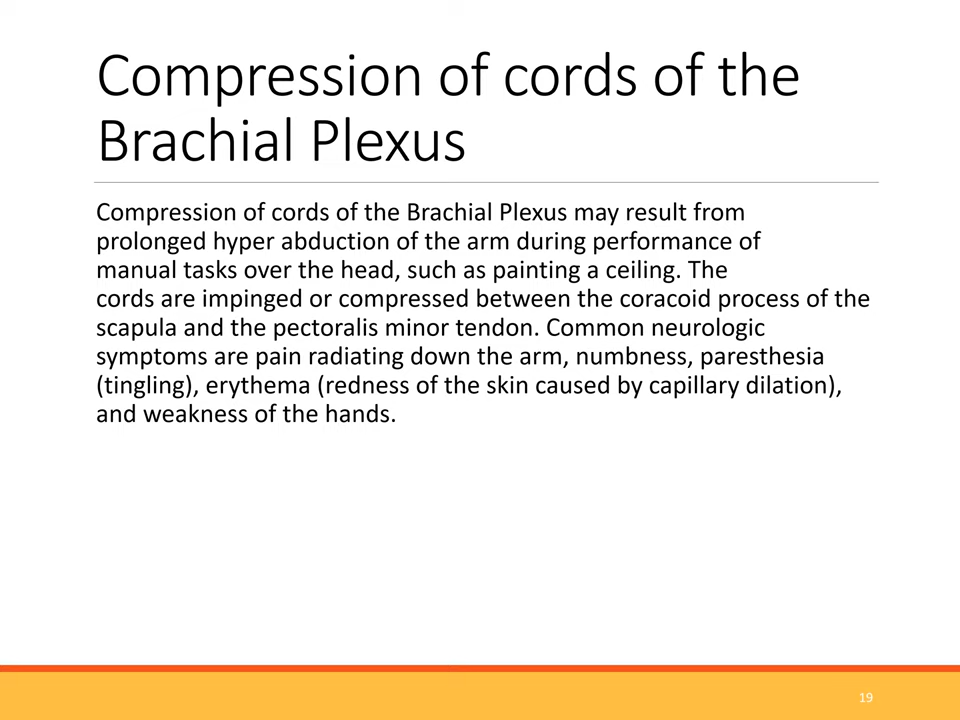 Compression of cords of the
Brachial Plexus
Compression of cords of the Brachial Plexus may result from
prolonged hyper abduction of the arm during performance of
manual tasks over the head, such as painting a ceiling. The
cords are impinged or compressed between the coracoid process of the
scapula and the pectoralis minor tendon. Common neurologic
symptoms are pain radiating down the arm, numbness, paresthesia
(tingling), erythema (redness of the skin caused by capillary dilation),
and weakness of the hands.
19